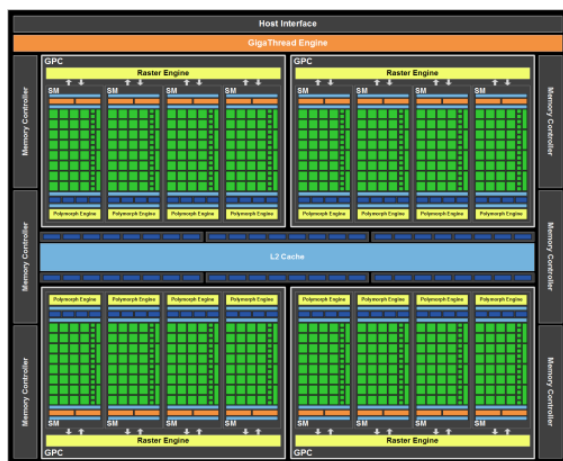 Host Interface
GigaThread Engine
GPC
GPC
Raster Engine
Raster Engine
SM SM SM SM
SM SM SM SM
Polymorph Engine Polymorph Engine Polymorph Engine Polymorph Engine
Polymorph Engine Polymorph Engine Polymorph Engine Polymorph Engine
Memory Controller
Memory Controller
Memory Controller
Memory Controller
L2 Cache
Polymorph Engine Polymorph Engine Polymorph Engine Polymorph Engine
Polymorph Engine Polymorph Engine Polymorph Engine Polymorph Engine
Memory Controller
Memory Controller
SM SM SM SM
SM SM SM SM
Raster Engine
Raster Engine
GPC
GPC